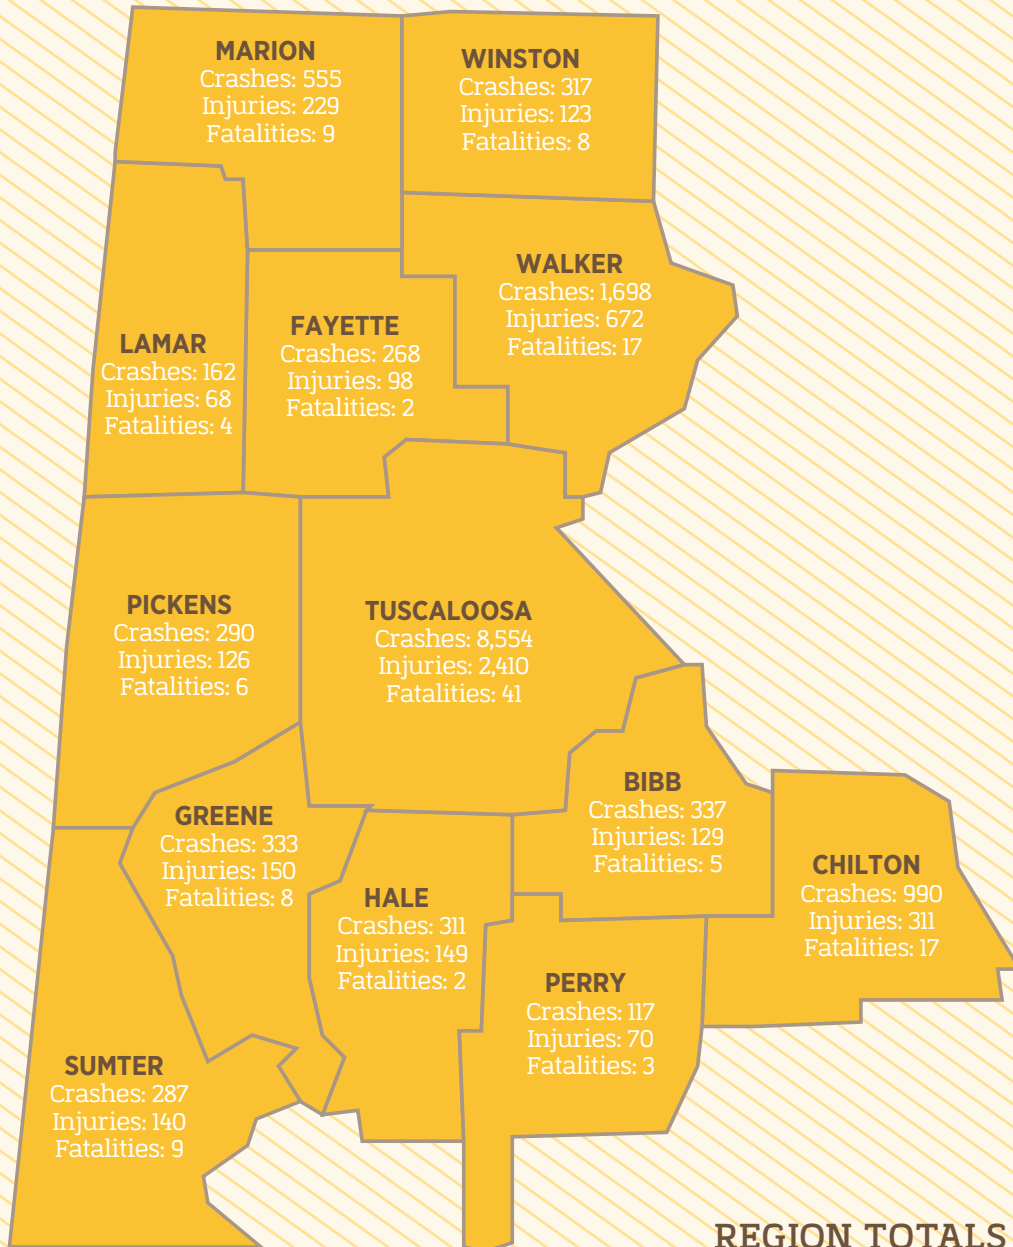 MARION
Crashes: 555
Injuries: 229
Fatalities: 9
WINSTON
Crashes: 317
Injuries: 123
Fatalities: 8
WALKER
Crashes: 1,698
Injuries: 672
Fatalities: 17
LAMAR
Crashes: 162
Injuries: 68
Fatalities: 4
FAYETTE
Crashes: 268
Injuries: 98
Fatalities: 2
PICKENS
Crashes: 290
Injuries: 126
Fatalities: 6
TUSCALOOSA
Crashes: 8,554
Injuries: 2,410
Fatalities: 41
GREENE
Crashes: 333
Injuries: 150
Fatalities: 8
HALE
Crashes: 311
Injuries: 149
Fatalities: 2
BIBB
Crashes: 337
Injuries: 129
Fatalities: 5
CHILTON
Crashes: 990
Injuries: 311
Fatalities: 17
PERRY
Crashes: 117
Injuries: 70
Fatalities: 3
SUMTER
Crashes: 287
Injuries: 140
Fatalities: 9
REGION TOTALS